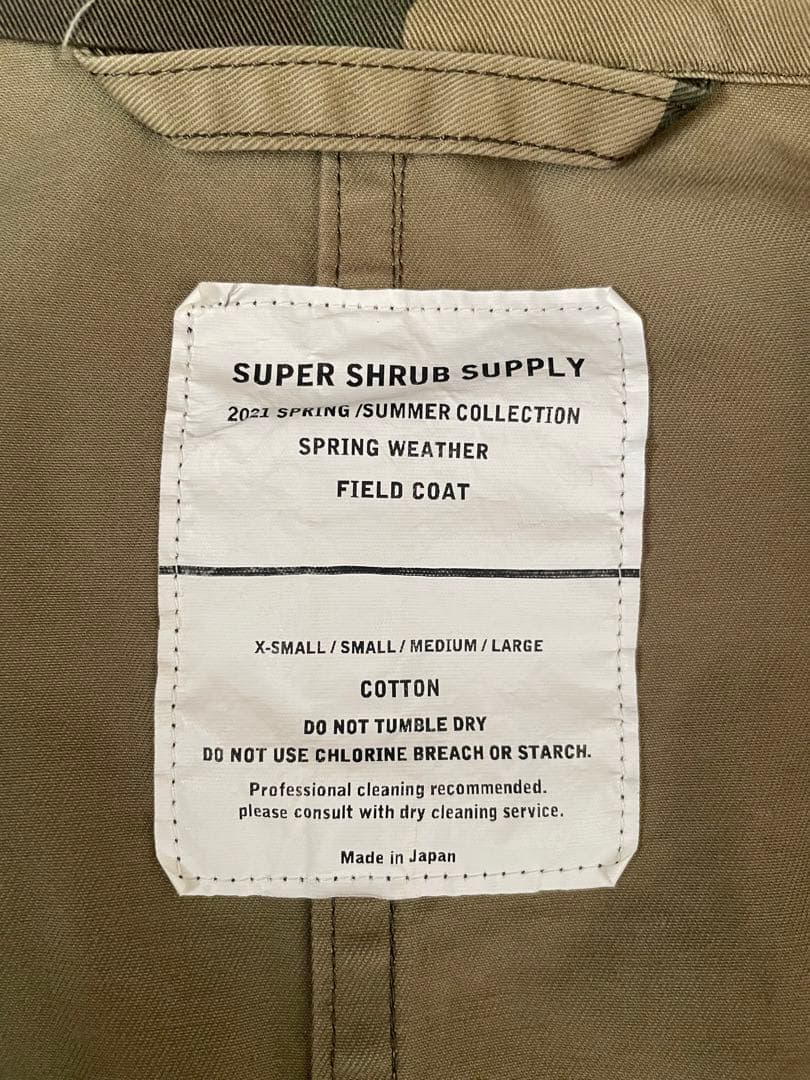 SUPER SHRUB SUPPLY
2021 SPRING /SUMMER COLLECTION
SPRING WEATHER
FIELD COAT
X-SMALL / SMALL / MEDIUM / LARGE
COTTON
DO NOT TUMBLE DRY
DO NOT USE CHLORINE BREACH OR STARCH.
Professional cleaning recommended.
please consult with dry cleaning service.
Made in Japan